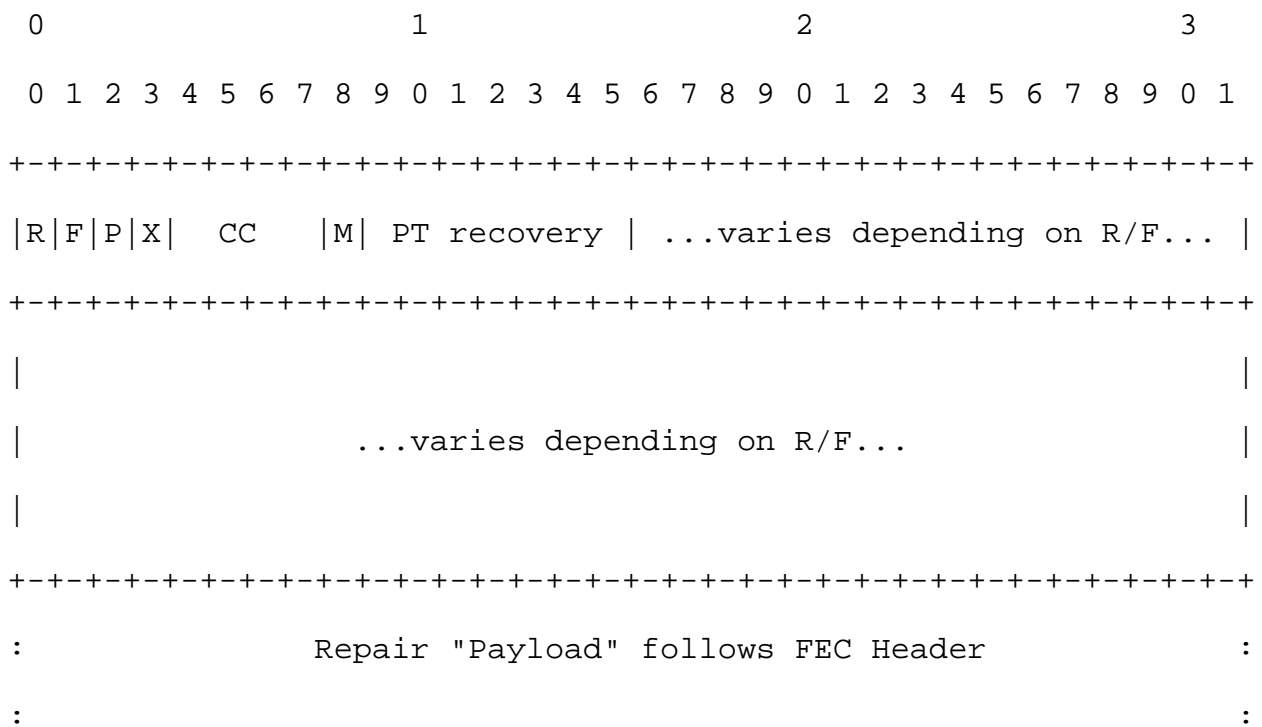 0                   1                   2                   3
 0 1 2 3 4 5 6 7 8 9 0 1 2 3 4 5 6 7 8 9 0 1 2 3 4 5 6 7 8 9 0 1
+-+-+-+-+-+-+-+-+-+-+-+-+-+-+-+-+-+-+-+-+-+-+-+-+-+-+-+-+-+-+-+-+
|R|F|P|X|  CC   |M| PT recovery | ...varies depending on R/F... |
+-+-+-+-+-+-+-+-+-+-+-+-+-+-+-+-+-+-+-+-+-+-+-+-+-+-+-+-+-+-+-+-+
|                                                               |
|                 ...varies depending on R/F...                 |
|                                                               |
+-+-+-+-+-+-+-+-+-+-+-+-+-+-+-+-+-+-+-+-+-+-+-+-+-+-+-+-+-+-+-+-+
:               Repair "Payload" follows FEC Header             :
:                                                               :